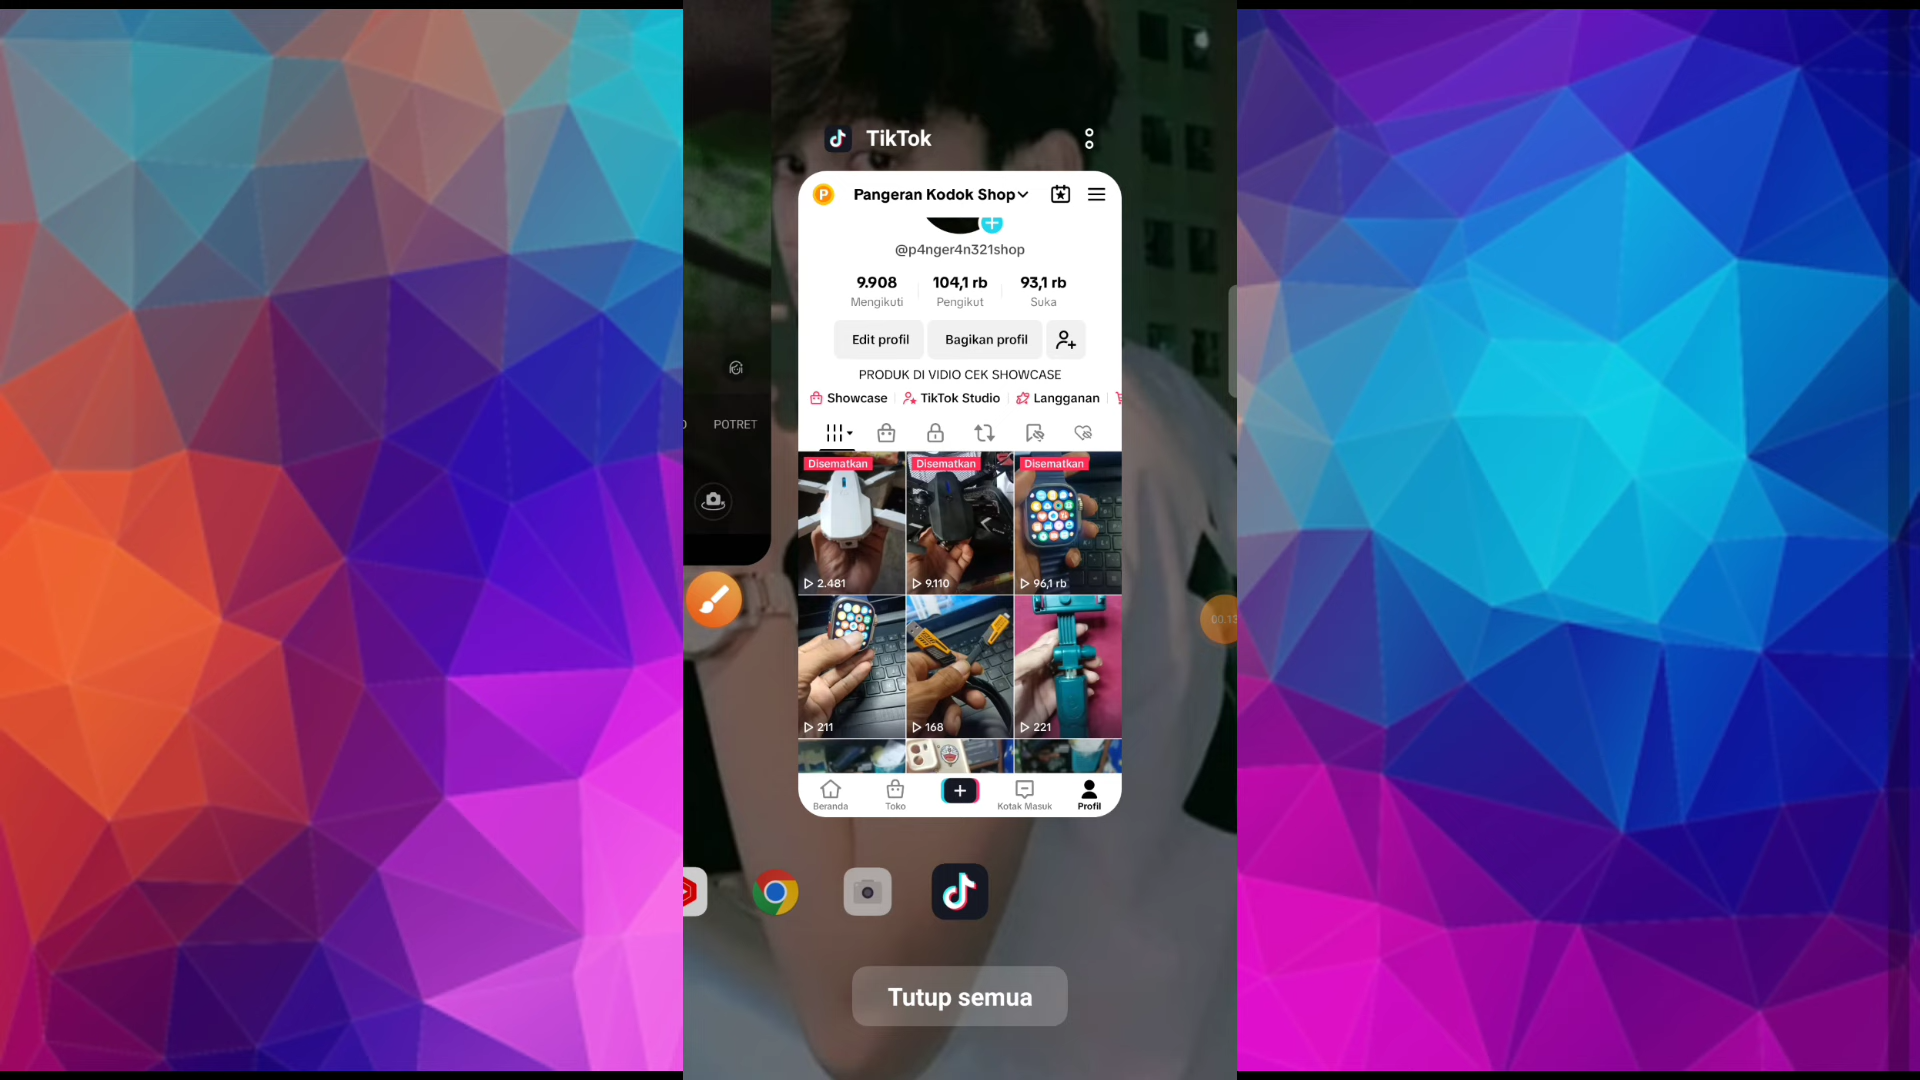 TikTok
P Pangeran Kodok Shop
@p4nger4n321shop
9.908 104,1 rb 93,1 rb
Mengikuti Pengikut Suka
Edit profil Bagikan profil
PRODUK DI VIDIO CEK SHOWCASE
Showcase TikTok Studio Langganan
POTRET
Disematkan Disematkan Disematkan
2.481 9.110 96,1 rb
00.13
211 168 221
Beranda Toko Kotak Masuk Profil
Tutup semua